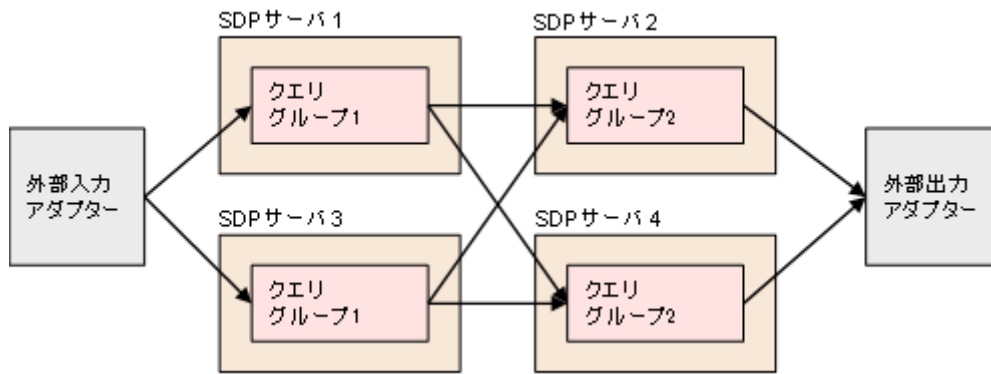 SDPサーバ1
クエリ
グループ1
SDPサーバ2
クエリ
グループ2
外部入力
アダプター
外部出力
アダプター
SDPサーバ3
クエリ
グループ1
SDPサーバ4
クエリ
グループ2